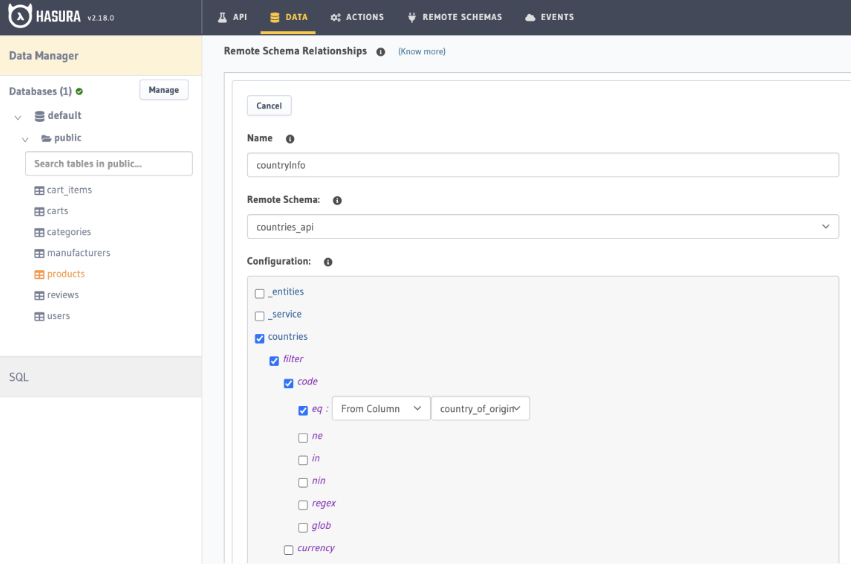 HASURA v2.18.0
API
DATA
ACTIONS
REMOTE SCHEMAS
EVENTS
Data Manager
Databases (1)
Manage
default
public
Search tables in public...
cart_items
carts
categories
manufacturers
products
reviews
users
SQL
Remote Schema Relationships
(Know more)
Cancel
Name
countryInfo
Remote Schema:
countries_api
Configuration:
_entities
_service
countries
filter
code
eq : From Column country_of_origin
ne
in
nin
regex
glob
currency